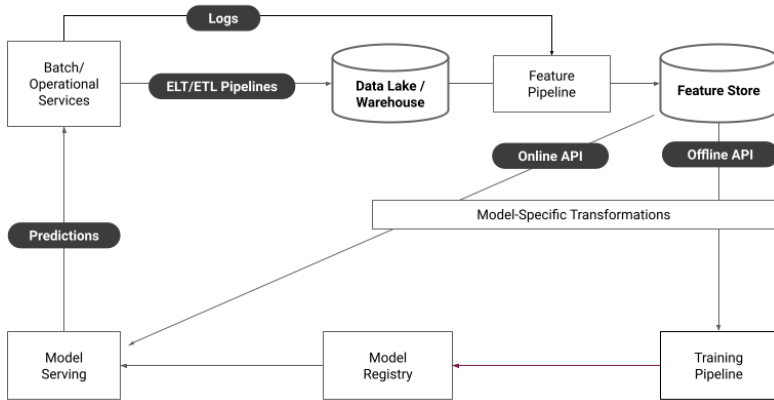 Logs
Batch/
Operational
Services
ELT/ETL Pipelines
Data Lake /
Warehouse
Feature
Pipeline
Feature Store
Online API
Offline API
Model-Specific Transformations
Predictions
Model
Serving
Model
Registry
Training
Pipeline